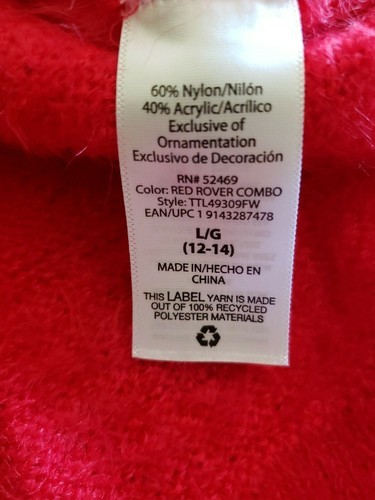 60% Nylon/Nilón
40% Acrylic/Acrílico
Exclusive of
Ornamentation
Exclusivo de Decoración
RN# 52469
Color: RED ROVER COMBO
Style: TTL49309FW
EAN/UPC 1 9143287478
L/G
(12-14)
MADE IN/HECHO EN
CHINA
THIS LABEL YARN IS MADE
OUT OF 100% RECYCLED
POLYESTER MATERIALS